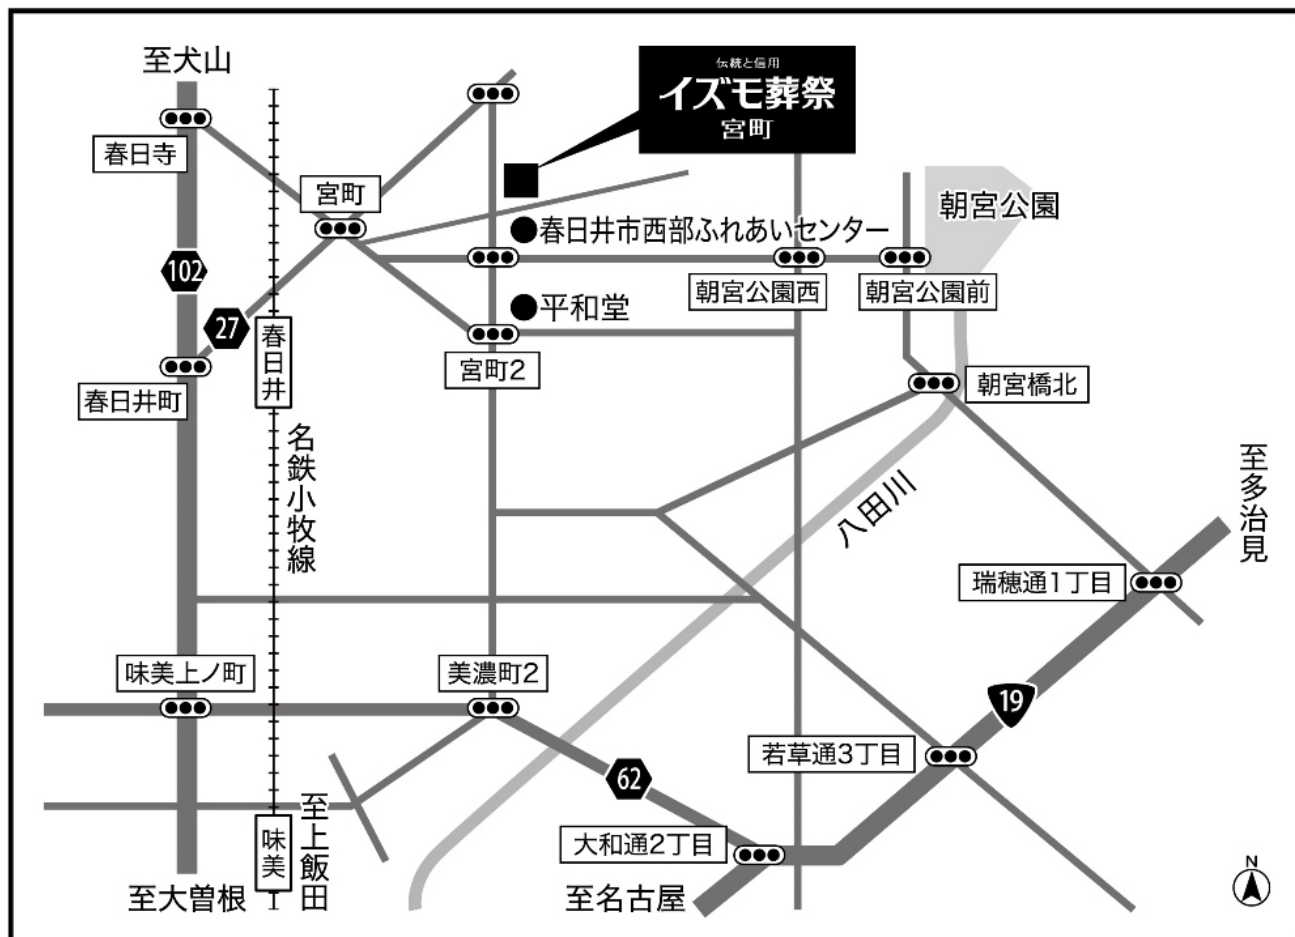 至犬山
伝統と信用
イズモ葬祭
宮町
春日寺
宮町
朝宮公園
春日井市西部ふれあいセンター
102
朝宮公園西
朝宮公園前
27
平和堂
春日井
宮町2
朝宮橋北
春日井町
名鉄小牧線
至多治見
八田川
瑞穂通1丁目
味美上ノ町
美濃町2
19
若草通3丁目
62
至上飯田
味美
大和通2丁目
至大曽根
至名古屋
N